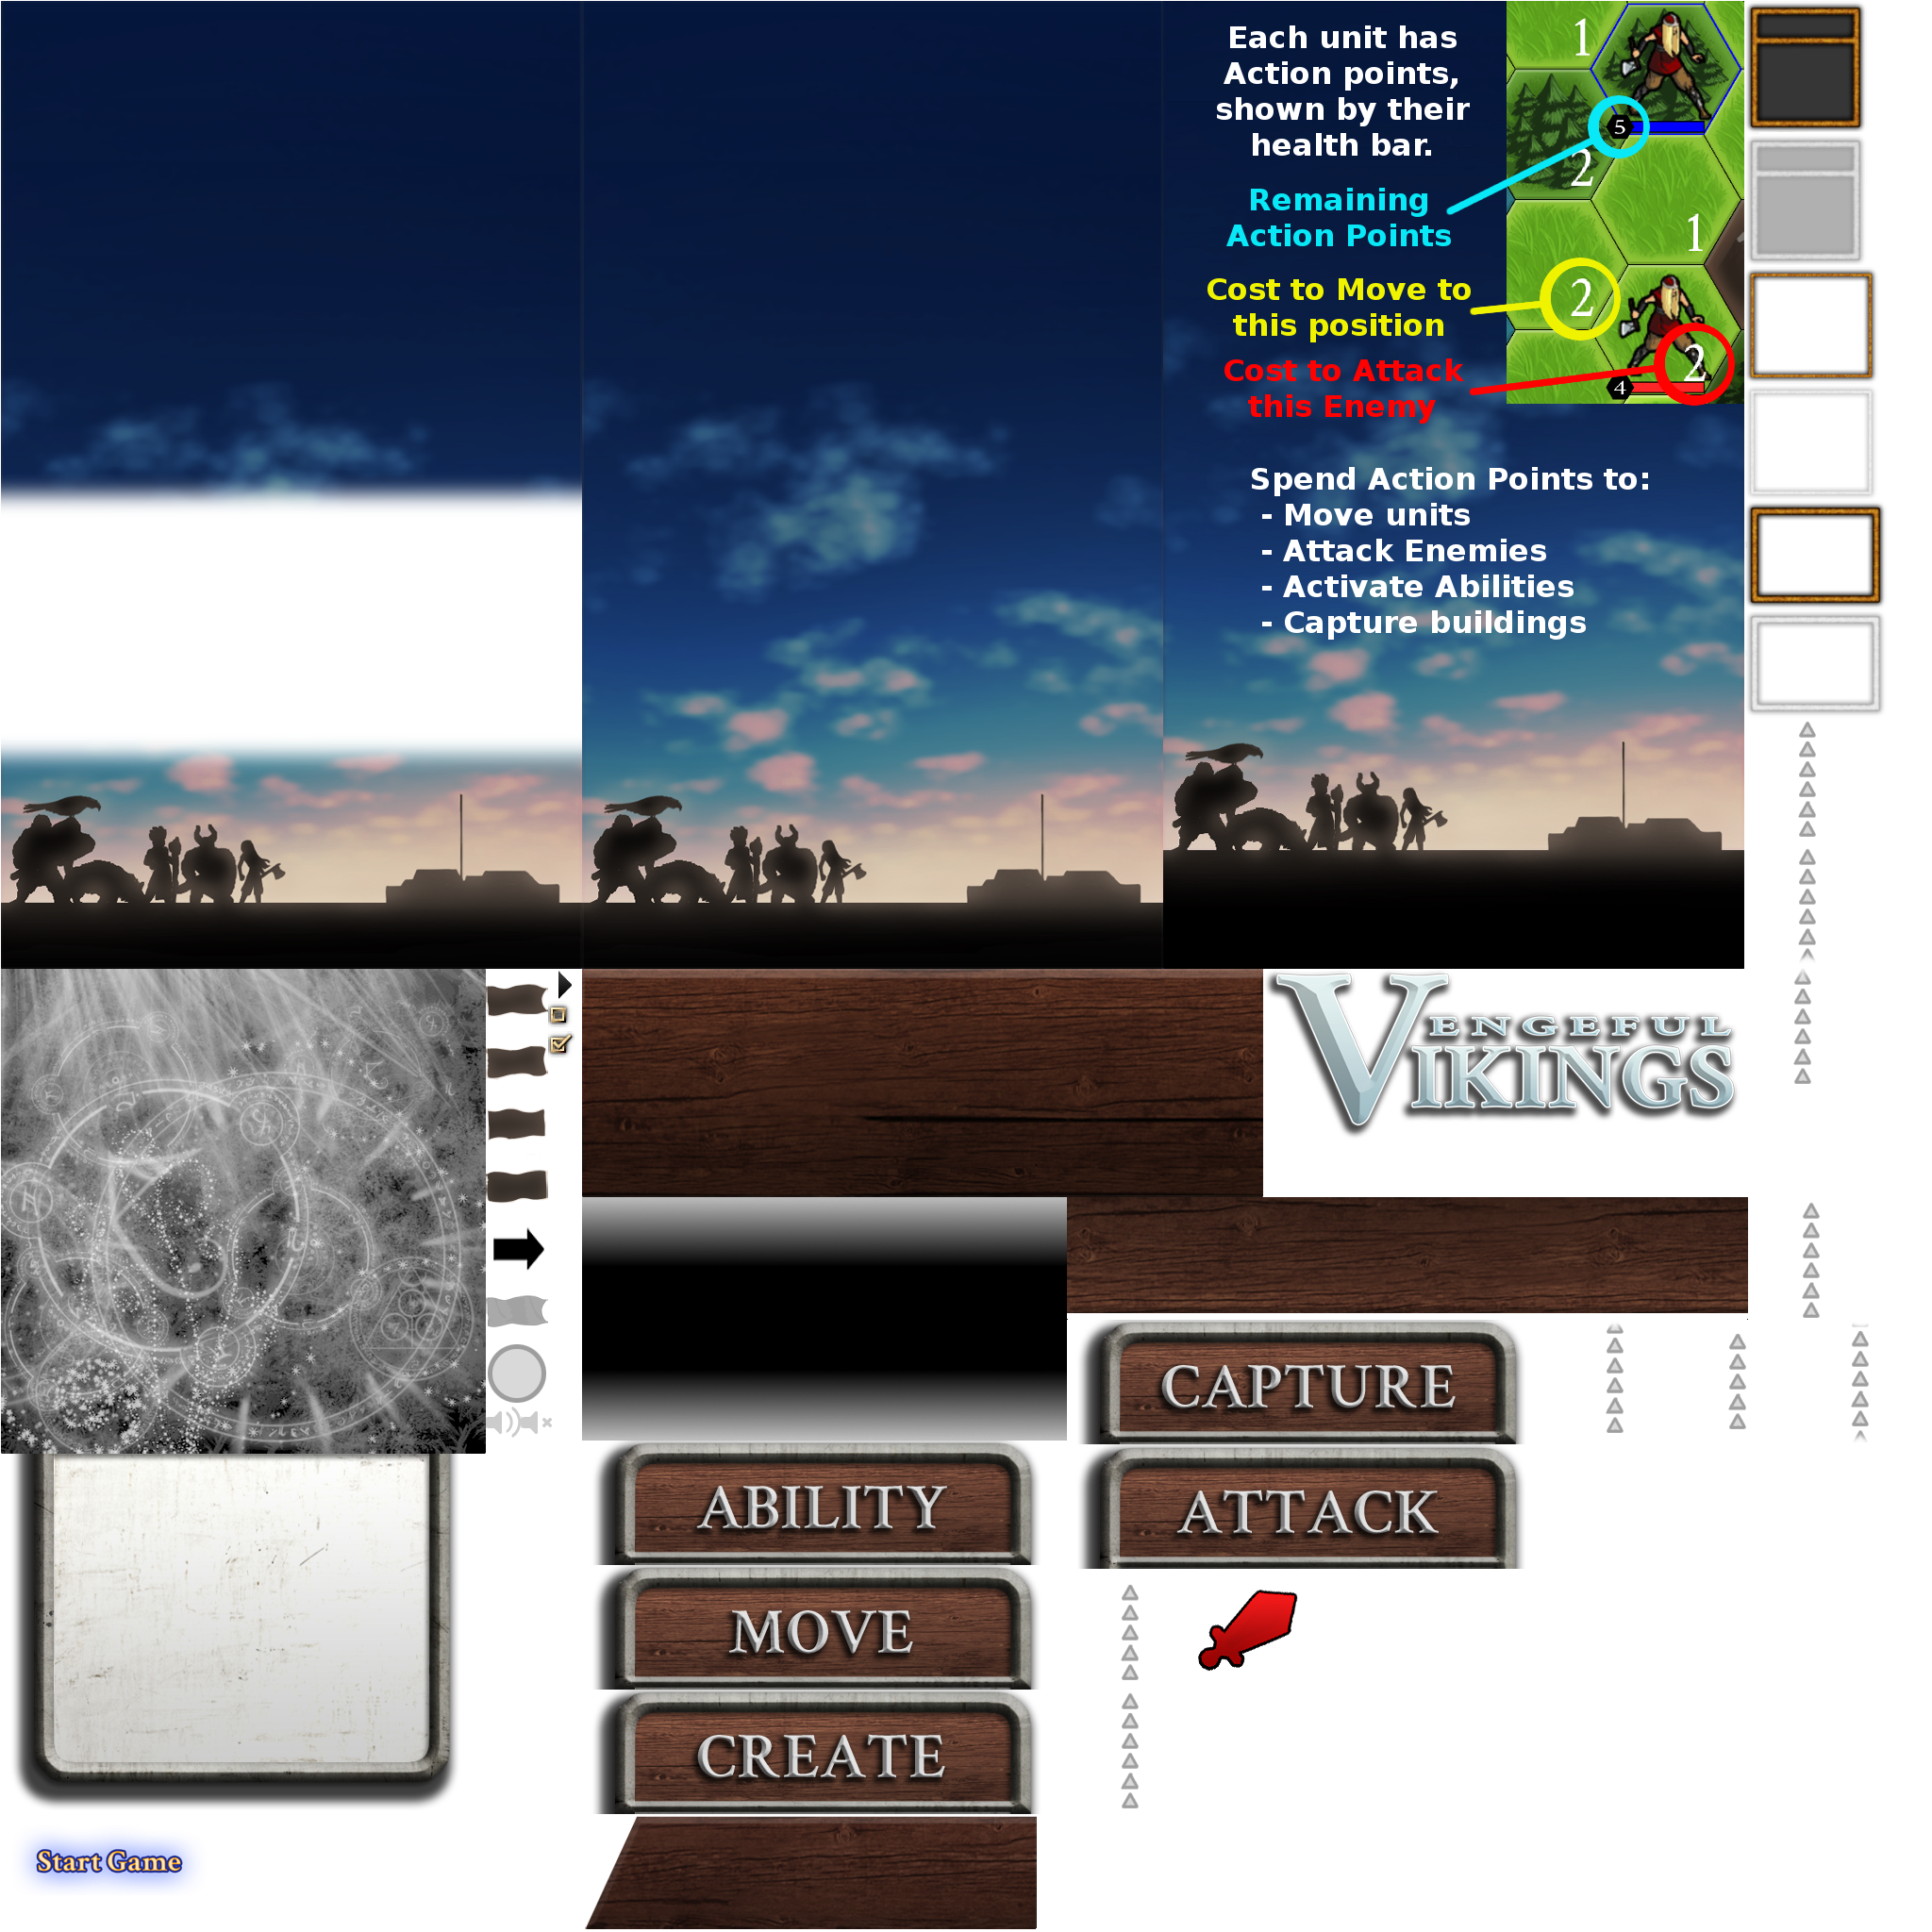 Each unit has
Action points,
shown by their
health bar.
Remaining
Action Points
Cost to Move to
this position
Cost to Attack
this Enemy
1
5
2
1
2
2
4
Spend Action Points to:
- Move units
- Attack Enemies
- Activate Abilities
- Capture buildings
VENGEFUL
VIKINGS
CAPTURE
ABILITY
ATTACK
MOVE
CREATE
Start Game